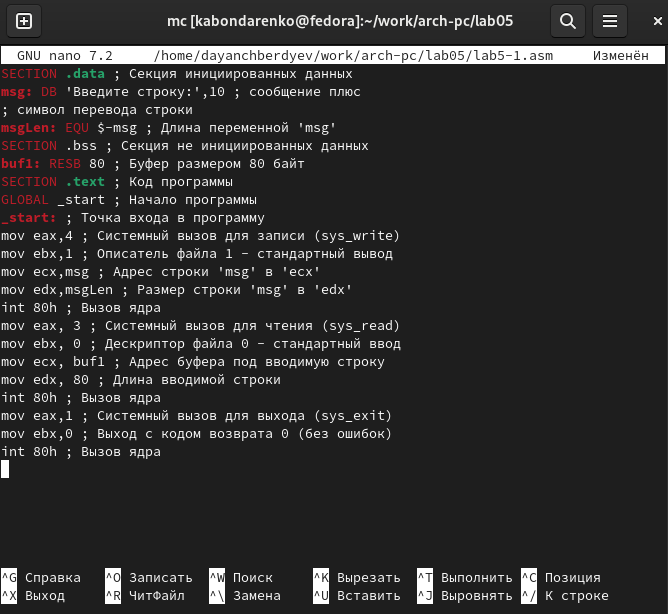 mc [kabondarenko@fedora]:~/work/arch-pc/lab05
GNU nano 7.2 /home/dayanchberdyev/work/arch-pc/lab05/lab5-1.asm Изменён
SECTION .data ; Секция инициированных данных
msg: DB 'Введите строку:',10 ; сообщение плюс
; символ перевода строки
msgLen: EQU $-msg ; Длина переменной 'msg'
SECTION .bss ; Секция не инициированных данных
buf1: RESB 80 ; Буфер размером 80 байт
SECTION .text ; Код программы
GLOBAL _start ; Начало программы
_start: ; Точка входа в программу
mov eax,4 ; Системный вызов для записи (sys_write)
mov ebx,1 ; Описатель файла 1 - стандартный вывод
mov ecx,msg ; Адрес строки 'msg' в 'ecx'
mov edx,msgLen ; Размер строки 'msg' в 'edx'
int 80h ; Вызов ядра
mov eax, 3 ; Системный вызов для чтения (sys_read)
mov ebx, 0 ; Дескриптор файла 0 - стандартный ввод
mov ecx, buf1 ; Адрес буфера под вводимую строку
mov edx, 80 ; Длина вводимой строки
int 80h ; Вызов ядра
mov eax,1 ; Системный вызов для выхода (sys_exit)
mov ebx,0 ; Выход с кодом возврата 0 (без ошибок)
int 80h ; Вызов ядра
^G Справка ^O Записать ^W Поиск ^K Вырезать ^T Выполнить ^C Позиция
^X Выход ^R ЧитФайл ^\ Замена ^U Вставить ^J Выровнять ^/ К строке